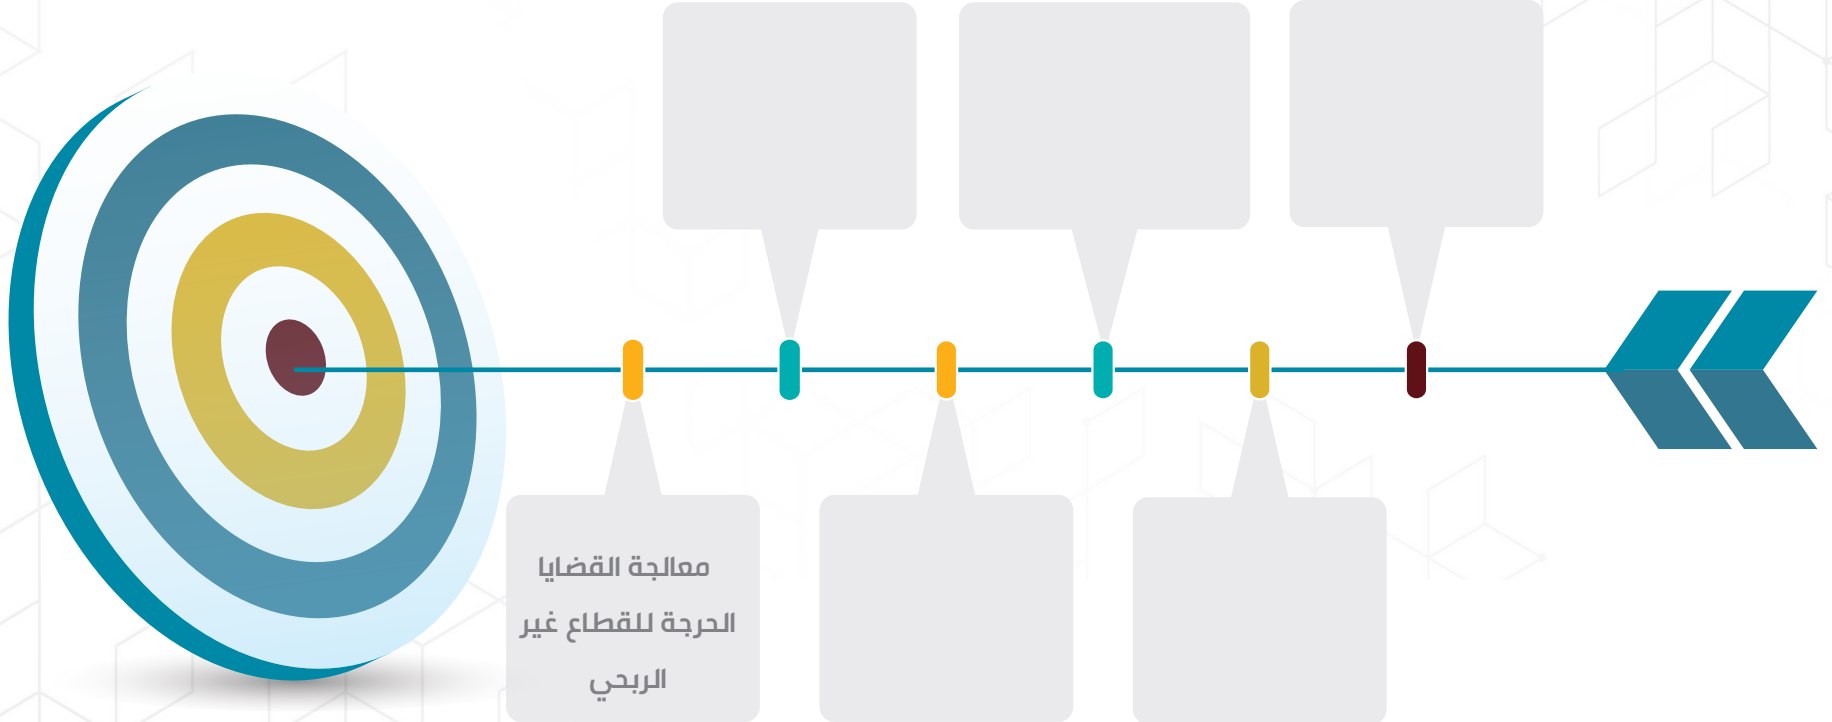 معالجة القضايا
الحرجة للقطاع غير
الربحي